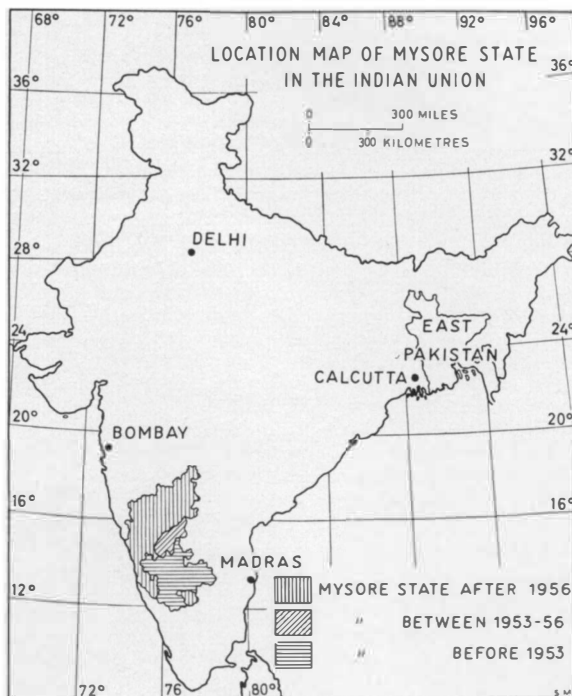 68° 72° 76° 80° 84° 88° 92° 96°
LOCATION MAP OF MYSORE STATE
IN THE INDIAN UNION
36° 36°
0 300 MILES
0 300 KILOMETRES
32° 32°
DELHI
28° 28°
EAST
24° 24°
PAKISTAN
CALCUTTA
20° 20°
BOMBAY
16° 16°
MADRAS
MYSORE STATE AFTER 1956
12°
" BETWEEN 1953-56
" BEFORE 1953
72° 76 80°